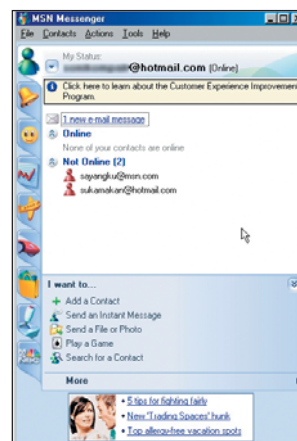 MSN Messenger
File Contacts Actions Tools Help
My Status:
@hotmail.com (Online)
Click here to learn about the Customer Experience Improvement
Program.
1 new e-mail message
Online
None of your contacts are online
Not Online (2)
sayangku@msn.com
sukamakan@hotmail.com
I want to...
Add a Contact
Send an Instant Message
Send a File or Photo
Play a Game
Search for a Contact
More
• 5 tips for fighting fairly
• New 'Trading Spaces' hunk
• Top allergy-free vacation spots